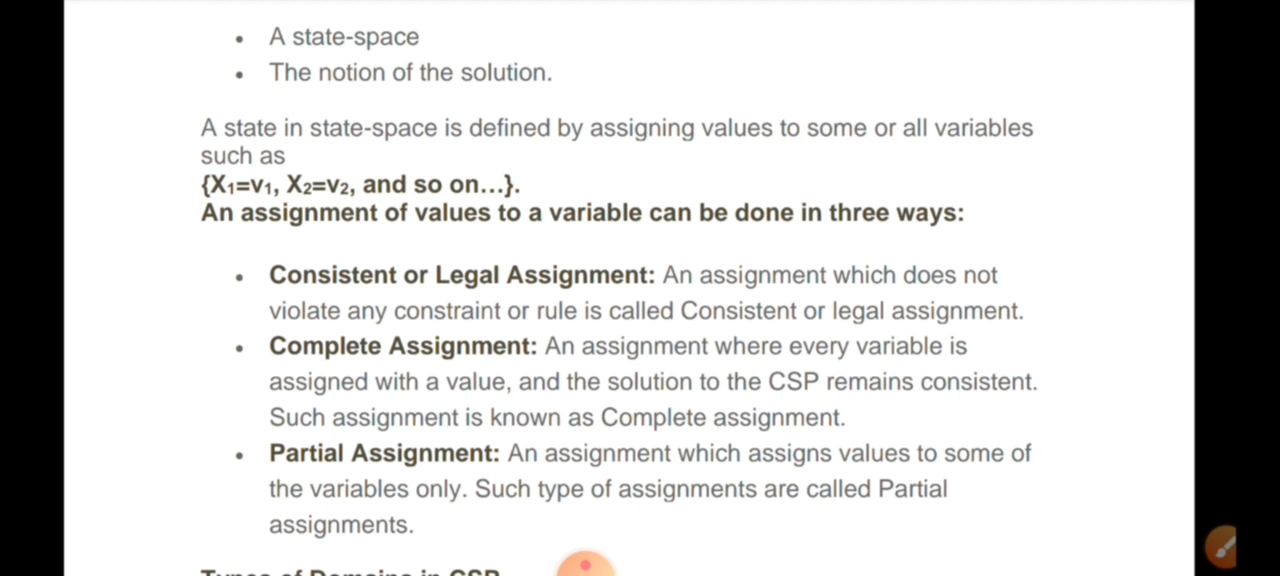 • A state-space
• The notion of the solution.
A state in state-space is defined by assigning values to some or all variables
such as
{X₁=v₁, X₂=v₂, and so on…}.
An assignment of values to a variable can be done in three ways:
• Consistent or Legal Assignment: An assignment which does not
violate any constraint or rule is called Consistent or legal assignment.
• Complete Assignment: An assignment where every variable is
assigned with a value, and the solution to the CSP remains consistent.
Such assignment is known as Complete assignment.
• Partial Assignment: An assignment which assigns values to some of
the variables only. Such type of assignments are called Partial
assignments.
Types of Domains in CSP